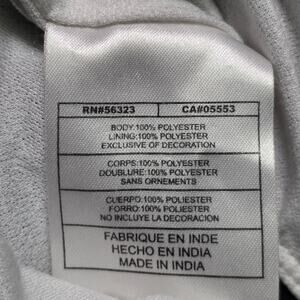 RN#56323 CA#05553
BODY:100% POLYESTER
LINING:100% POLYESTER
EXCLUSIVE OF DECORATION
CORPS:100% POLYESTER
DOUBLURE:100% POLYESTER
SANS ORNEMENTS
CUERPO:100% POLYESTER
FORRO:100% POLYESTER
NO INCLUYE LA DECORACION
FABRIQUE EN INDE
HECHO EN INDIA
MADE IN INDIA